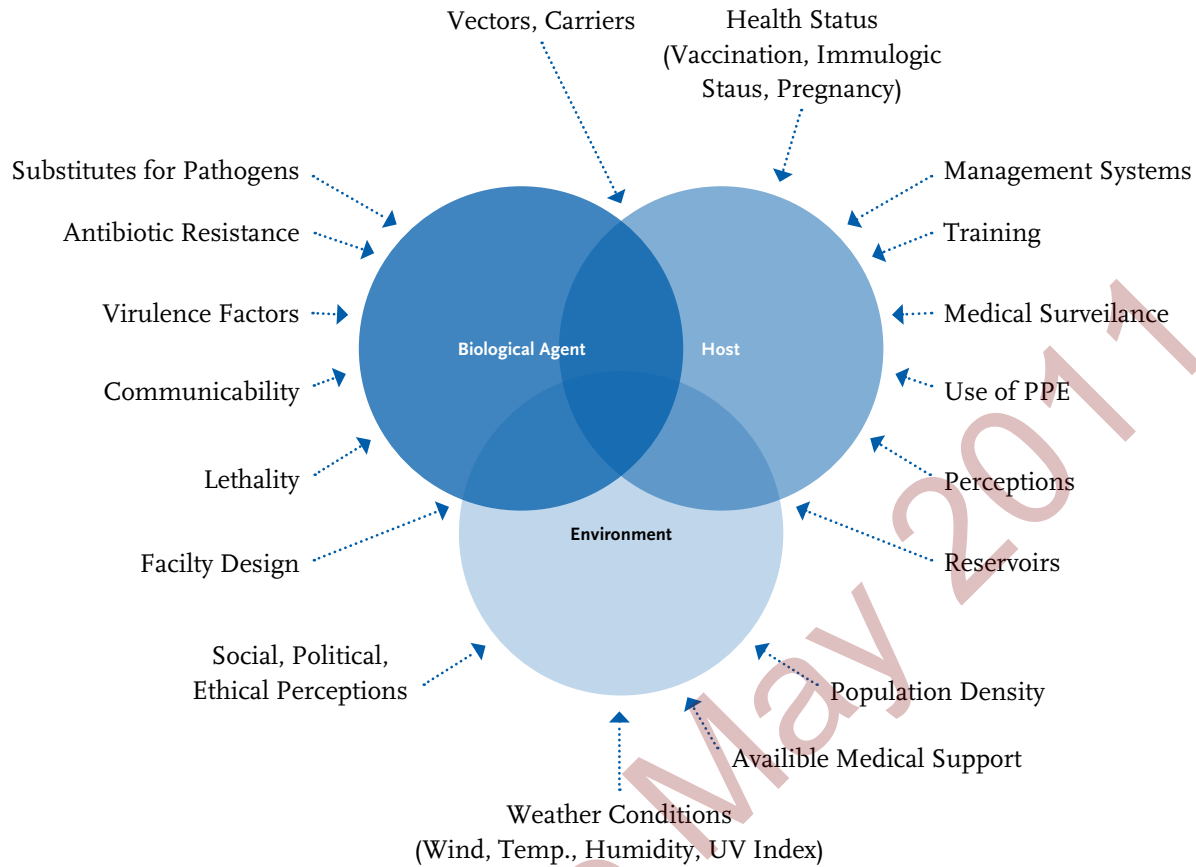 Vectors, Carriers
Health Status
(Vaccination, Immulogic
Staus, Pregnancy)
Substitutes for Pathogens
Management Systems
Antibiotic Resistance
Training
Virulence Factors
Medical Surveilance
Biological Agent
Host
Communicability
Use of PPE
Lethality
Perceptions
Environment
Facilty Design
Reservoirs
Social, Political,
Ethical Perceptions
Population Density
Availible Medical Support
Weather Conditions
(Wind, Temp., Humidity, UV Index)
May 2011